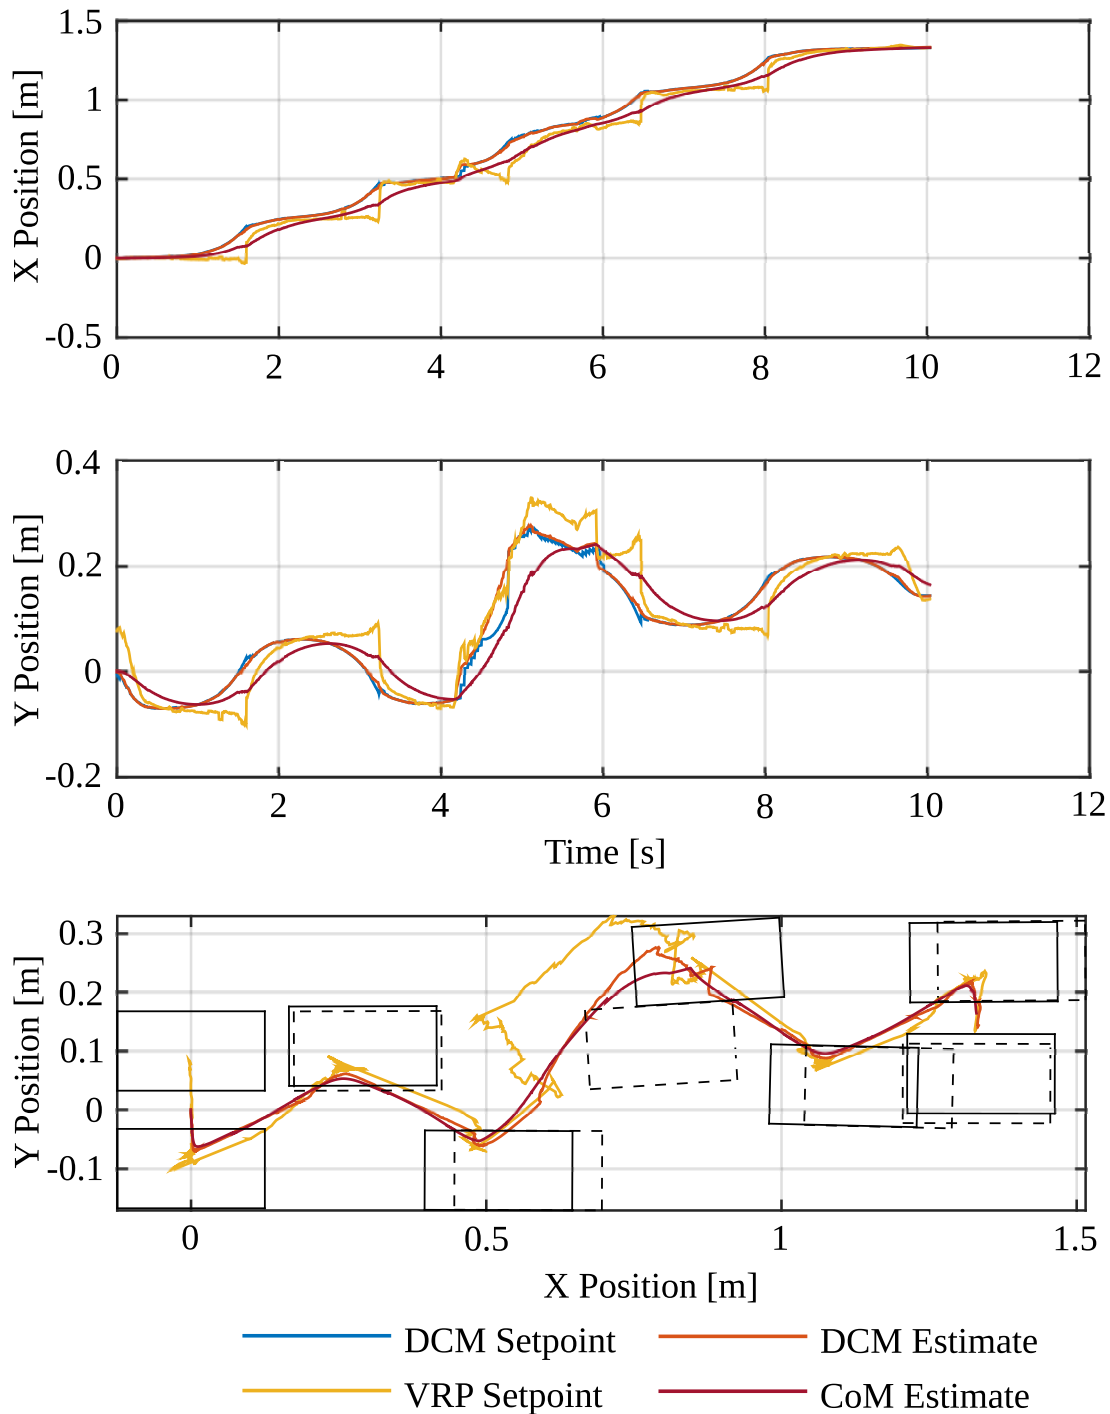 1.5
1
0.5
0
-0.5
X Position [m]
0 2 4 6 8 10 12
0.4
0.2
0
-0.2
Y Position [m]
0 2 4 6 8 10 12
Time [s]
0.3
0.2
0.1
0
-0.1
Y Position [m]
0 0.5 1 1.5
X Position [m]
DCM Setpoint DCM Estimate
VRP Setpoint CoM Estimate